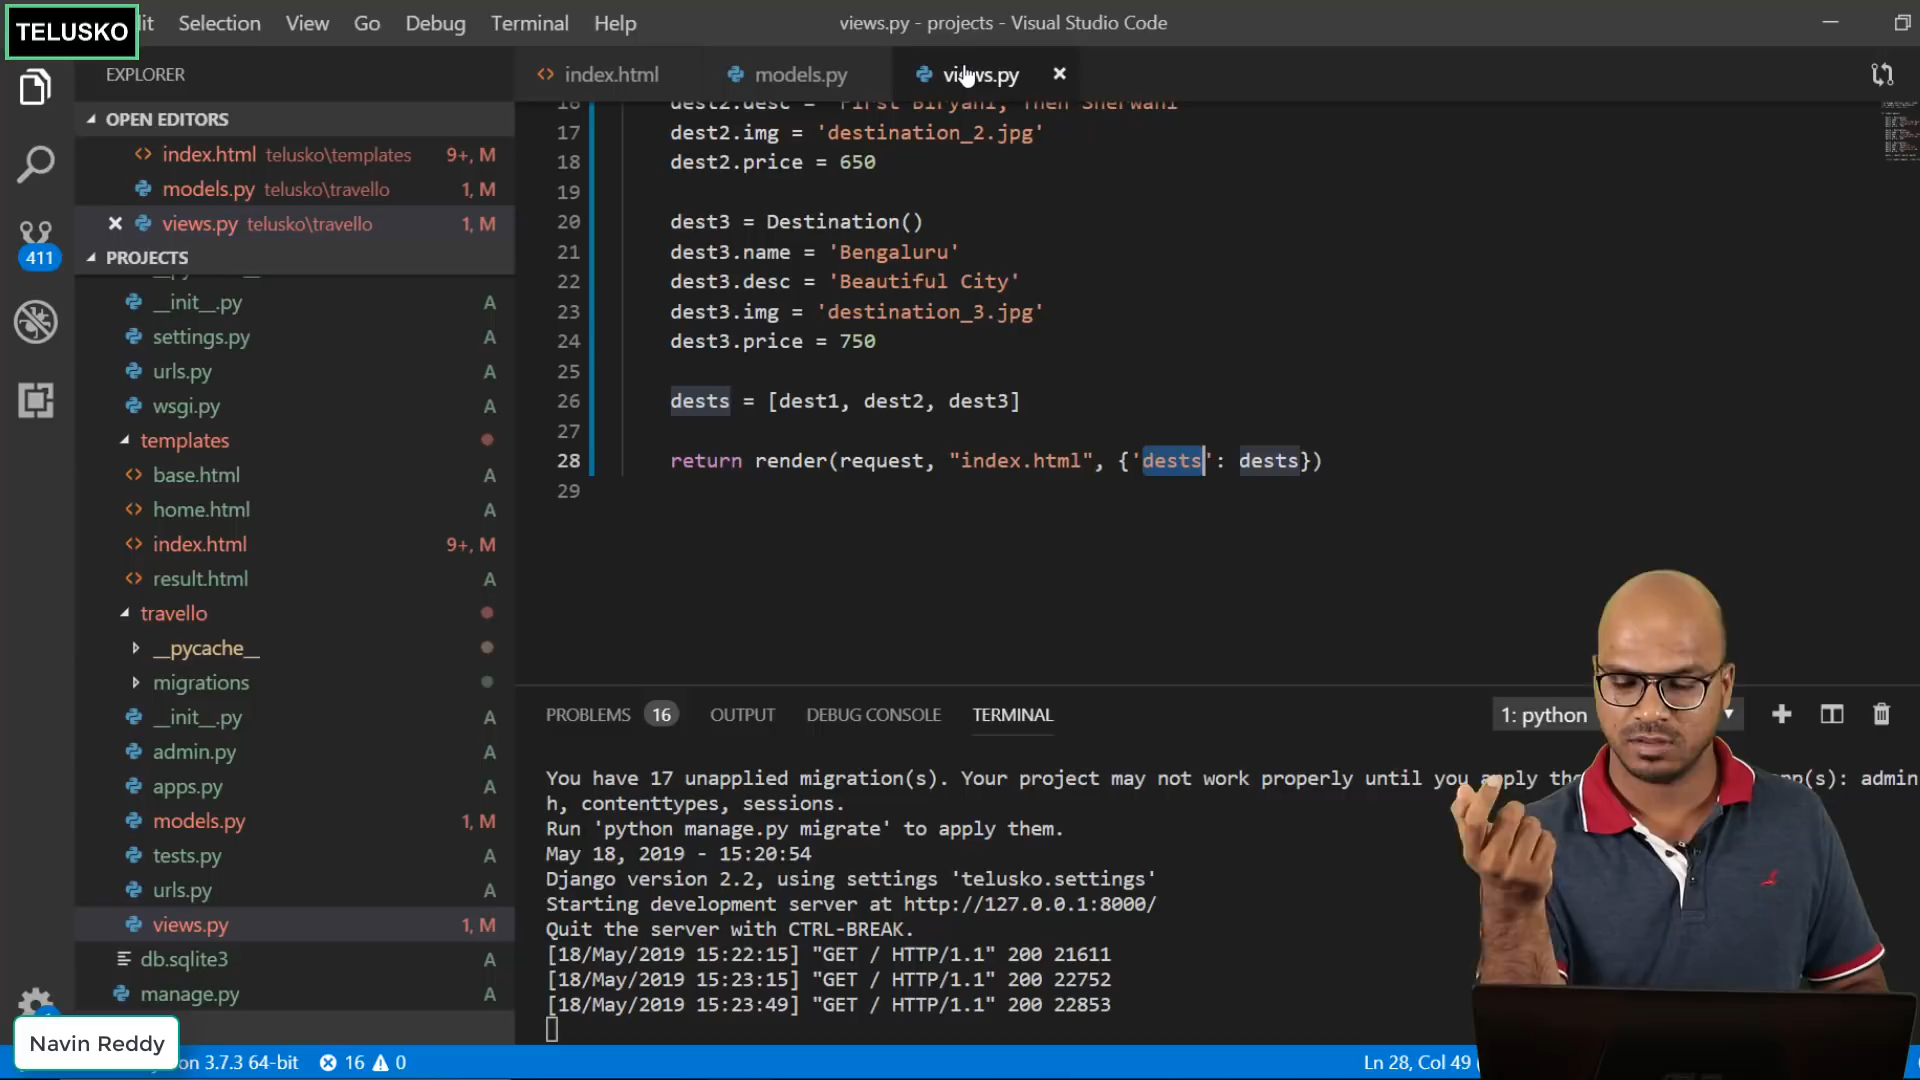 TELUSKO
it Selection View Go Debug Terminal Help
views.py - projects - Visual Studio Code
EXPLORER
index.html
models.py
views.py
OPEN EDITORS
index.html telusko\templates 9+, M
models.py telusko\travello 1, M
views.py telusko\travello 1, M
PROJECTS
__init__.py A
settings.py A
urls.py A
wsgi.py A
templates
base.html A
home.html A
index.html 9+, M
result.html A
travello
__pycache__
migrations
__init__.py A
admin.py A
apps.py A
models.py 1, M
tests.py A
urls.py A
views.py 1, M
db.sqlite3 A
manage.py A
411
16 dest2.desc = 'First Biryani, Then Sherwani'
17 dest2.img = 'destination_2.jpg'
18 dest2.price = 650
19
20 dest3 = Destination()
21 dest3.name = 'Bengaluru'
22 dest3.desc = 'Beautiful City'
23 dest3.img = 'destination_3.jpg'
24 dest3.price = 750
25
26 dests = [dest1, dest2, dest3]
27
28 return render(request, "index.html", {'dests': dests})
29
PROBLEMS 16 OUTPUT DEBUG CONSOLE TERMINAL
1: python
You have 17 unapplied migration(s). Your project may not work properly until you apply the pp(s): admin
h, contenttypes, sessions.
Run 'python manage.py migrate' to apply them.
May 18, 2019 - 15:20:54
Django version 2.2, using settings 'telusko.settings'
Starting development server at http://127.0.0.1:8000/
Quit the server with CTRL-BREAK.
[18/May/2019 15:22:15] "GET / HTTP/1.1" 200 21611
[18/May/2019 15:23:15] "GET / HTTP/1.1" 200 22752
[18/May/2019 15:23:49] "GET / HTTP/1.1" 200 22853
Navin Reddy
on 3.7.3 64-bit 16 0
Ln 28, Col 49